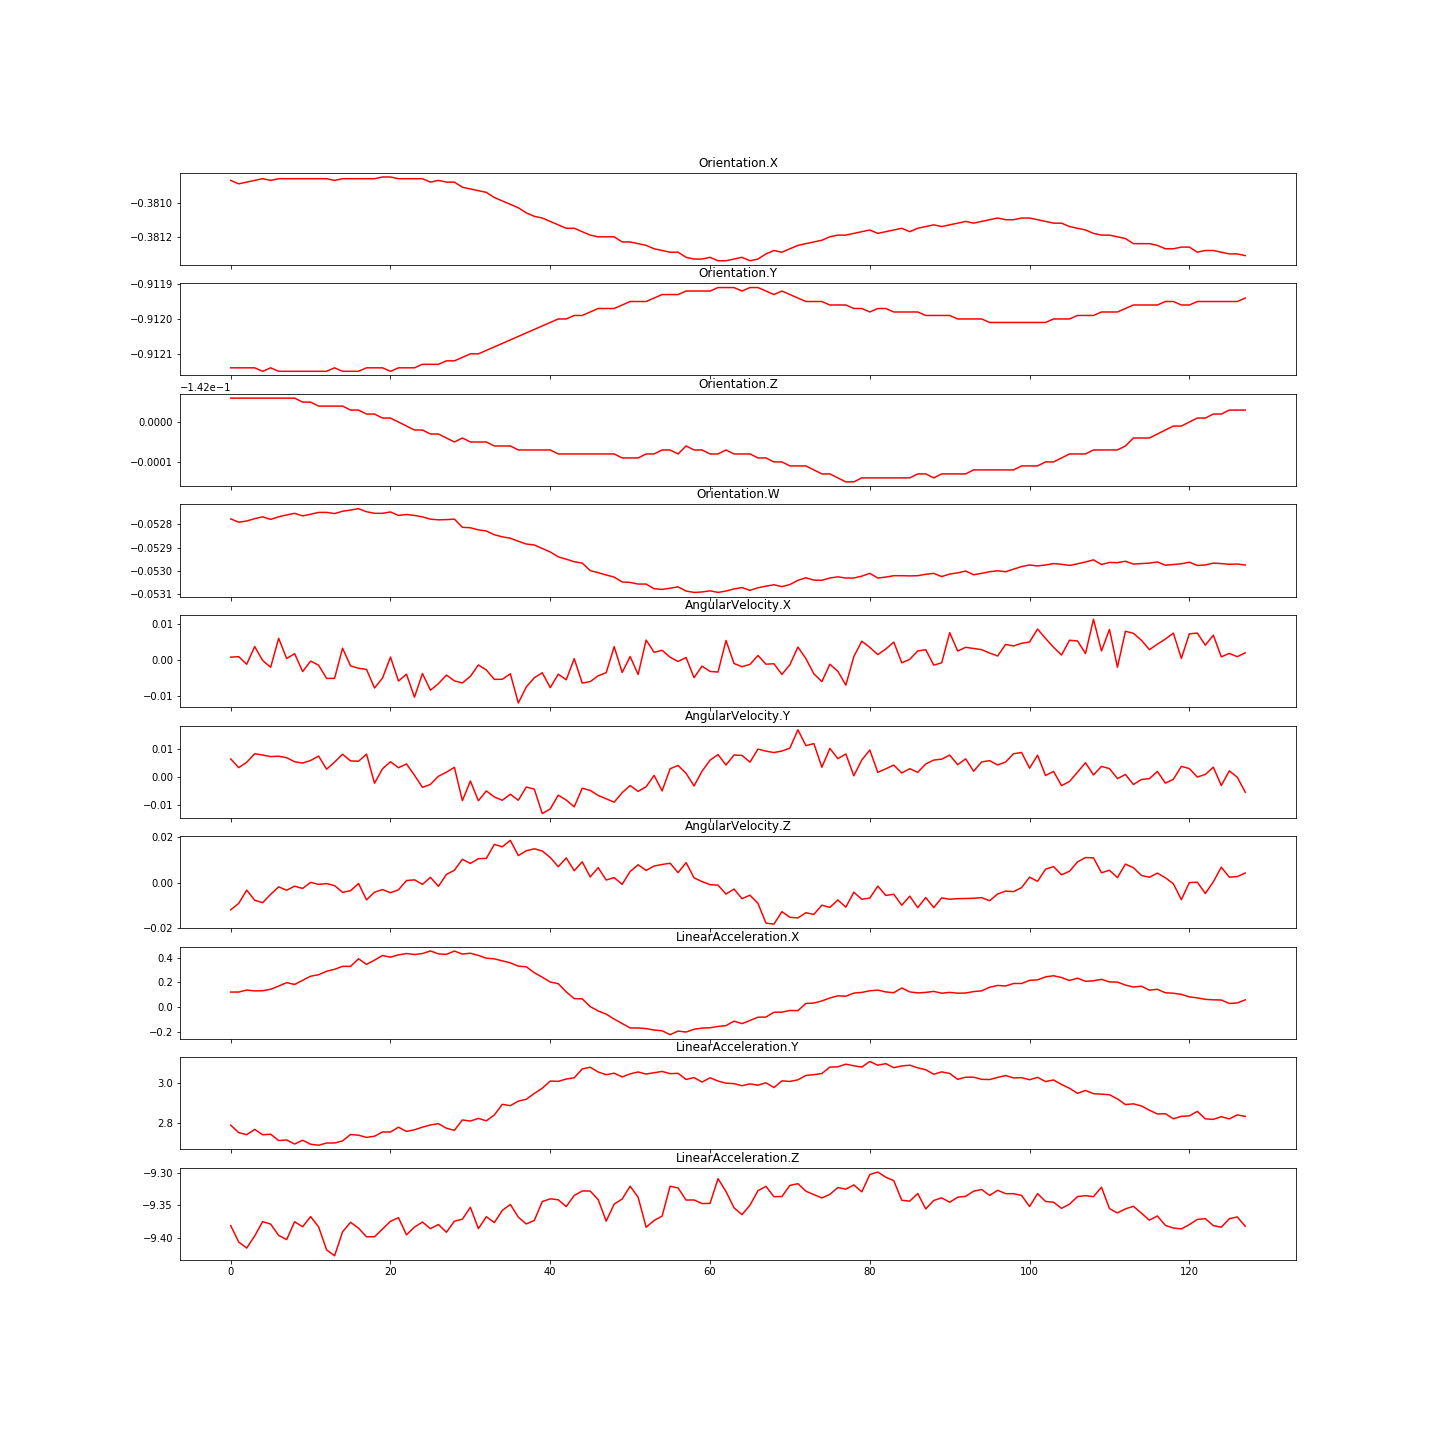 Orientation.X
−0.3810
−0.3812
Orientation.Y
−0.9119
−0.9120
−0.9121
−1.42e−1
Orientation.Z
0.0000
−0.0001
Orientation.W
−0.0528
−0.0529
−0.0530
−0.0531
AngularVelocity.X
0.01
0.00
−0.01
AngularVelocity.Y
0.01
0.00
−0.01
AngularVelocity.Z
0.02
0.00
−0.02
LinearAcceleration.X
0.4
0.2
0.0
−0.2
LinearAcceleration.Y
3.0
2.8
LinearAcceleration.Z
−9.30
−9.35
−9.40
0 20 40 60 80 100 120